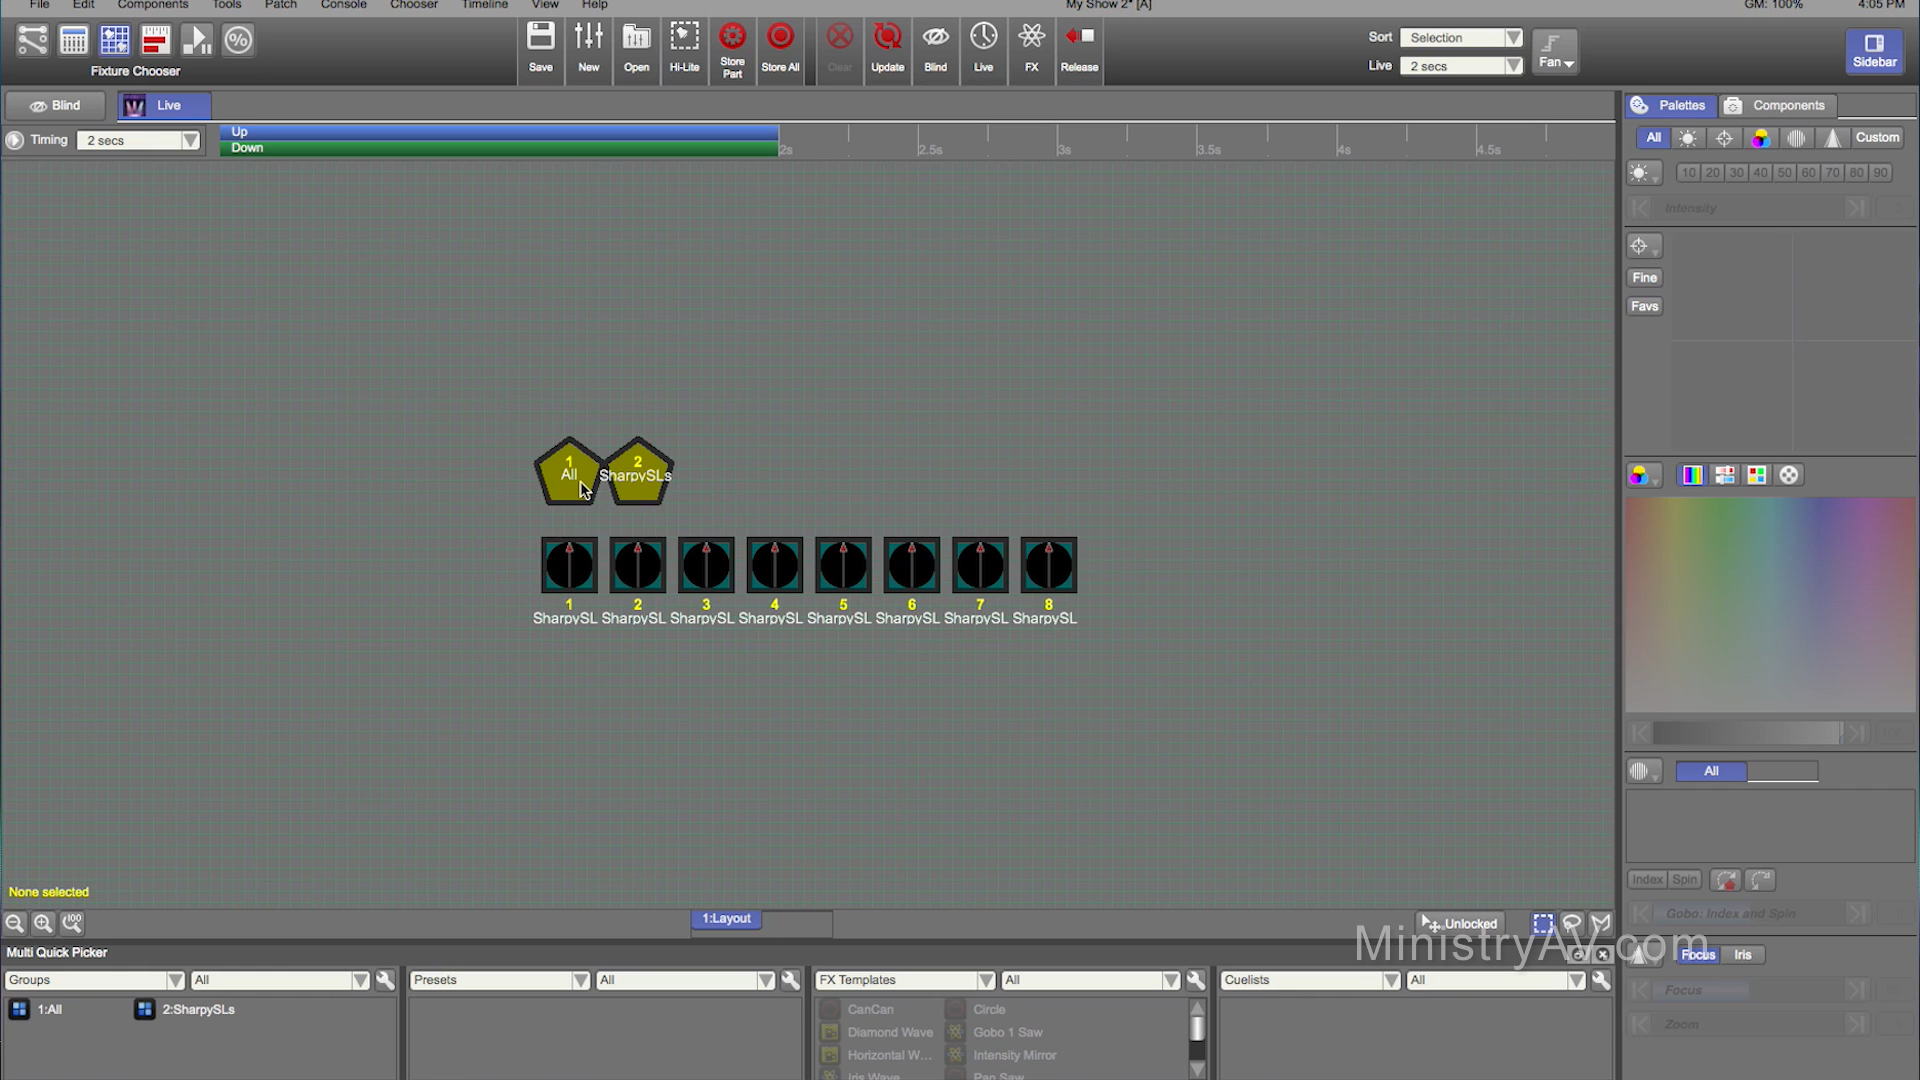 File Edit Components Tools Patch Console Chooser Timeline View Help My Show 2* [A] GM: 100% 4:05 PM
Fixture Chooser
Save New Open Hi-Lite Store Part Store All Clear Update Blind Live FX Release
Sort Selection
Live 2 secs
Fan
Sidebar
Blind Live
Palettes Components
Timing 2 secs
Up
Down
2s 2.5s 3s 3.5s 4s 4.5s
All Custom
10 20 30 40 50 60 70 80 90
Intensity
Fine
Favs
1 2
All SharpySLs
1 2 3 4 5 6 7 8
SharpySL SharpySL SharpySL SharpySL SharpySL SharpySL SharpySL SharpySL
All
Index Spin
Gobo: Index and Spin
None selected
100
1:Layout
Unlocked
MinistryAV.com
Multi Quick Picker
Focus Iris
Groups All Presets All FX Templates All Cuelists All
Focus
Zoom
1:All 2:SharpySLs
CanCan Circle
Diamond Wave Gobo 1 Saw
Horizontal W... Intensity Mirror
Iris Wave Pan Saw